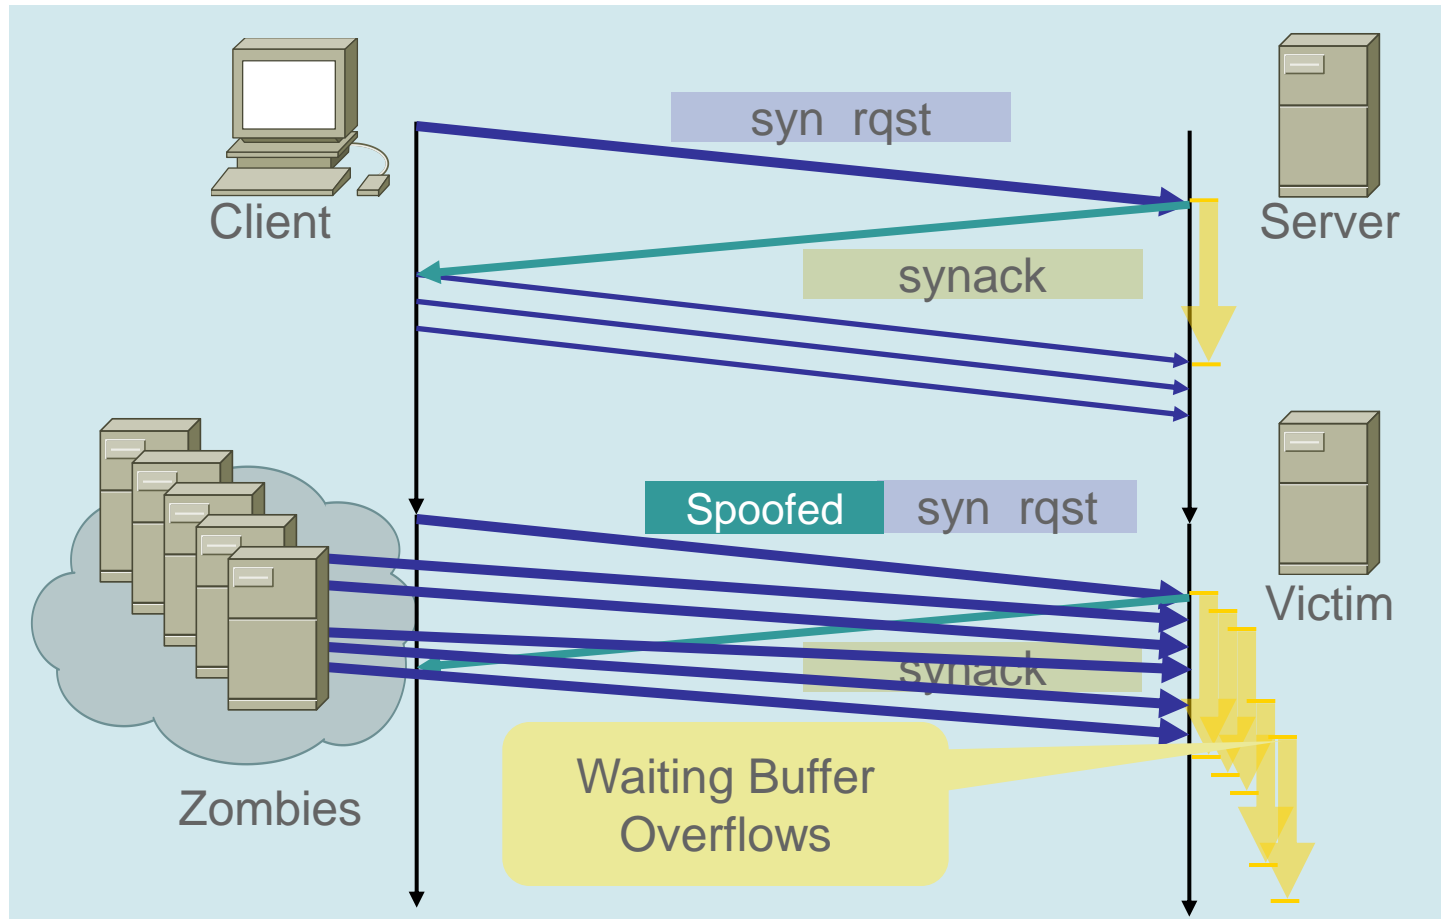 syn rqst
Client
Server
synack
Spoofed syn rqst
Victim
synack
Waiting Buffer
Overflows
Zombies